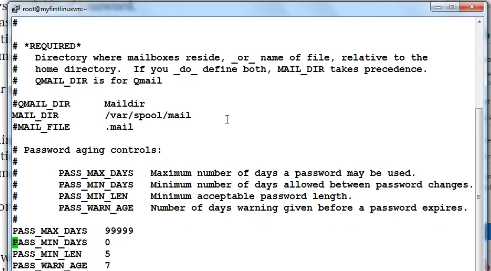 root@myfirstlinuxvm:~
#
# *REQUIRED*
#   Directory where mailboxes reside, _or_ name of file, relative to the
#   home directory.  If you _do_ define both, MAIL_DIR takes precedence.
#   QMAIL_DIR is for Qmail
#
#QMAIL_DIR      Maildir
MAIL_DIR        /var/spool/mail
#MAIL_FILE      .mail
# Password aging controls:
#
#       PASS_MAX_DAYS   Maximum number of days a password may be used.
#       PASS_MIN_DAYS   Minimum number of days allowed between password changes.
#       PASS_MIN_LEN    Minimum acceptable password length.
#       PASS_WARN_AGE   Number of days warning given before a password expires.
#
PASS_MAX_DAYS   99999
PASS_MIN_DAYS   0
PASS_MIN_LEN    5
PASS_WARN_AGE   7